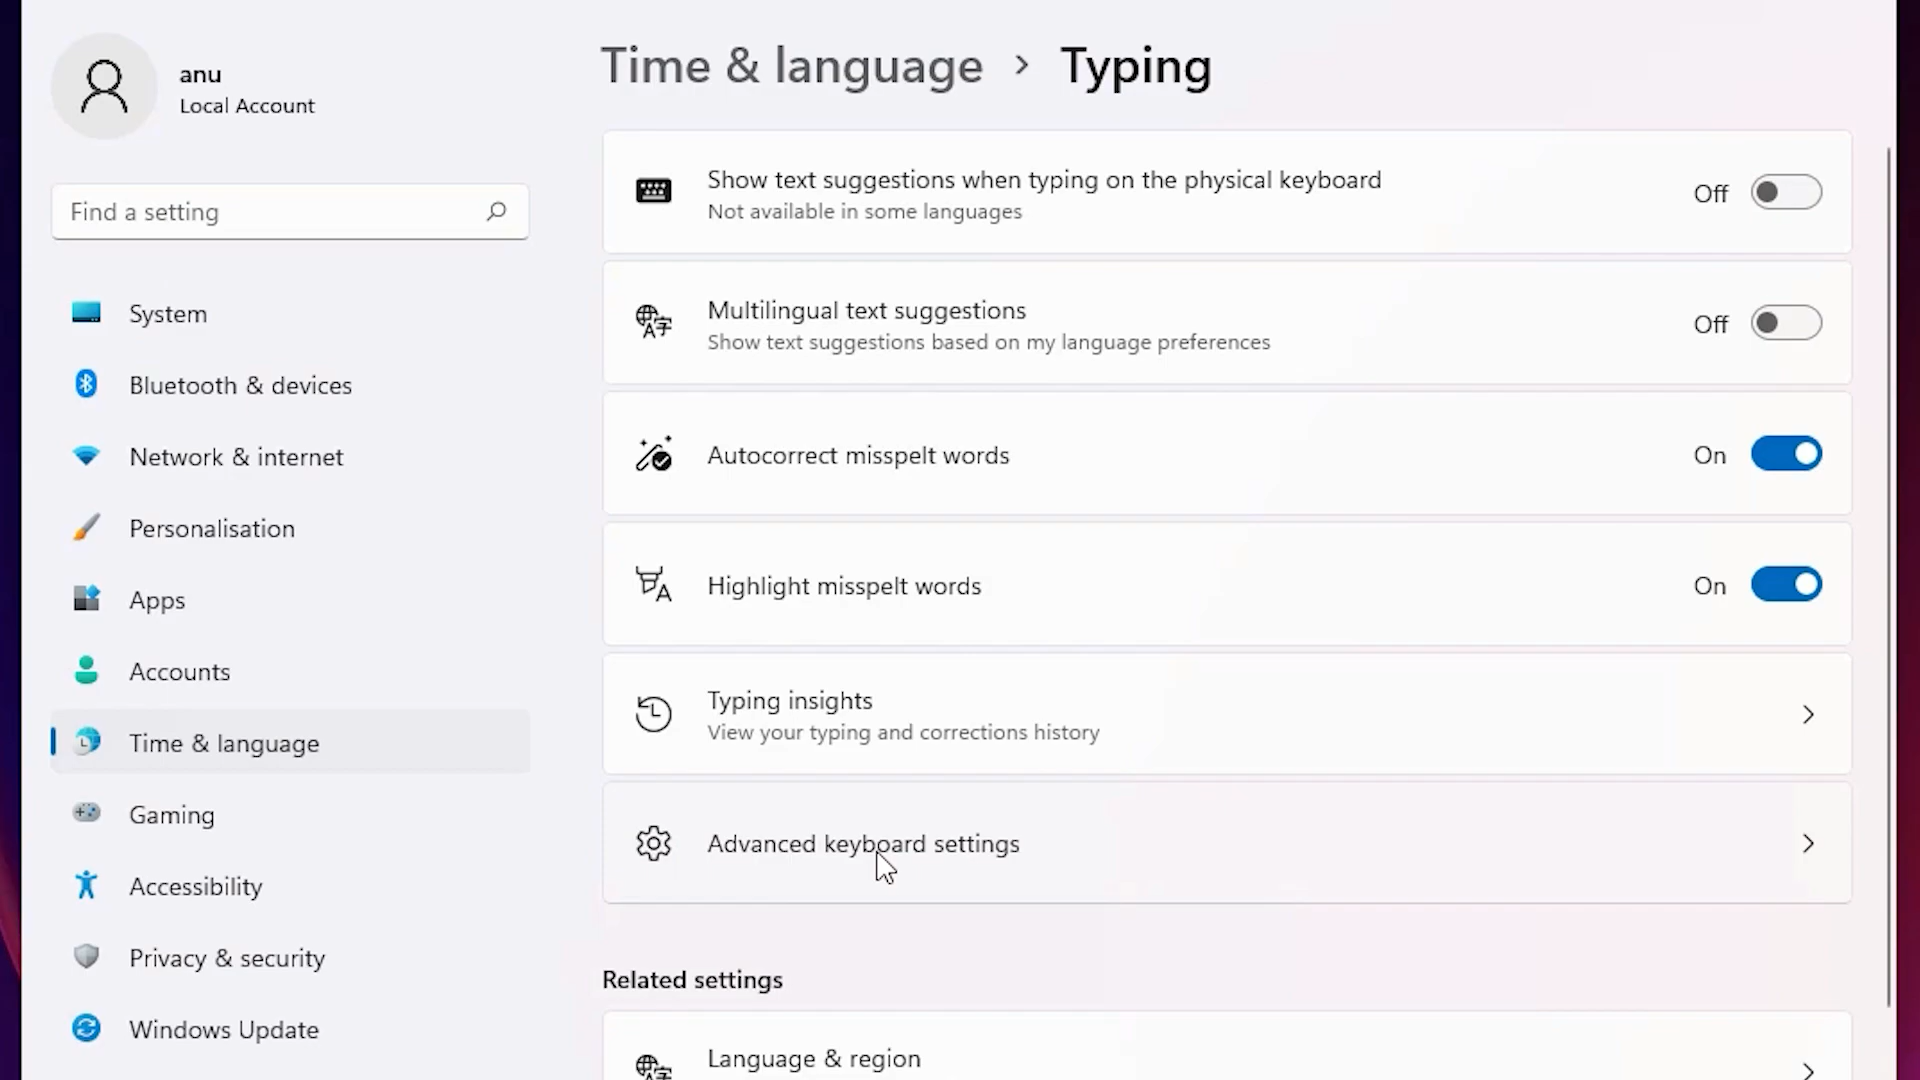 anu
Local Account
Find a setting
System
Bluetooth & devices
Network & internet
Personalisation
Apps
Accounts
Time & language
Gaming
Accessibility
Privacy & security
Windows Update
Time & language > Typing
Show text suggestions when typing on the physical keyboard
Not available in some languages
Off
Multilingual text suggestions
Show text suggestions based on my language preferences
Off
Autocorrect misspelt words
On
Highlight misspelt words
On
Typing insights
View your typing and corrections history
Advanced keyboard settings
Related settings
Language & region